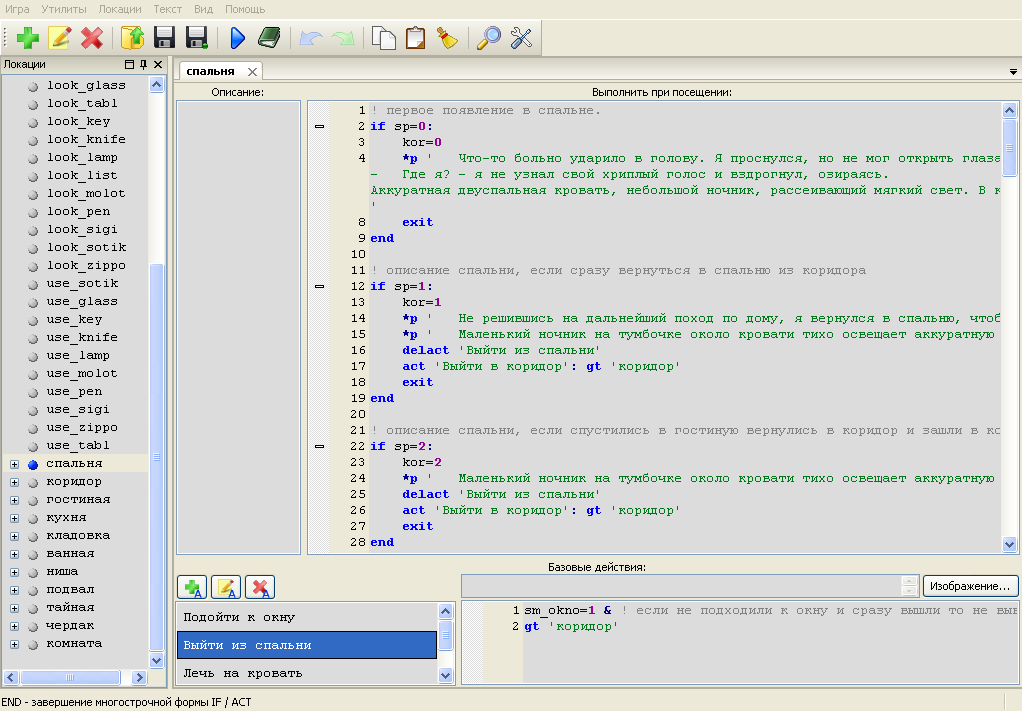 Игра Утилиты Локации Текст Вид Помощь
Локации
look_glass
look_tabl
look_key
look_knife
look_lamp
look_list
look_molot
look_pen
look_sigi
look_sotik
look_zippo
use_sotik
use_glass
use_key
use_knife
use_lamp
use_molot
use_pen
use_sigi
use_zippo
use_tabl
спальня
коридор
гостиная
кухня
кладовка
ванная
ниша
подвал
тайная
чердак
комната
спальня
Описание:
Выполнить при посещении:
1 ! первое появление в спальне.
2 if sp=0:
3 kor=0
4 *p ' Что-то больно ударило в голову. Я проснулся, но не мог открыть глаза
- Где я? - я не узнал свой хриплый голос и вздрогнул, озираясь.
Аккуратная двуспальная кровать, небольшой ночник, рассеивающий мягкий свет. В к
'
8 exit
9 end
10
11 ! описание спальни, если сразу вернуться в спальню из коридора
12 if sp=1:
13 kor=1
14 *p ' Не решившись на дальнейший поход по дому, я вернулся в спальню, чтоб
15 *p ' Маленький ночник на тумбочке около кровати тихо освещает аккуратную
16 delact 'Выйти из спальни'
17 act 'Выйти в коридор': gt 'коридор'
18 exit
19 end
20
21 ! описание спальни, если спустились в гостиную вернулись в коридор и зашли в ко
22 if sp=2:
23 kor=2
24 *p ' Маленький ночник на тумбочке около кровати тихо освещает аккуратную
25 delact 'Выйти из спальни'
26 act 'Выйти в коридор': gt 'коридор'
27 exit
28 end
Базовые действия:
Изображение...
Подойти к окну
Выйти из спальни
Лечь на кровать
1 sm_okno=1 & ! если не подходили к окну и сразу вышли то не выв
2 gt 'коридор'
END - завершение многострочной формы IF / ACT